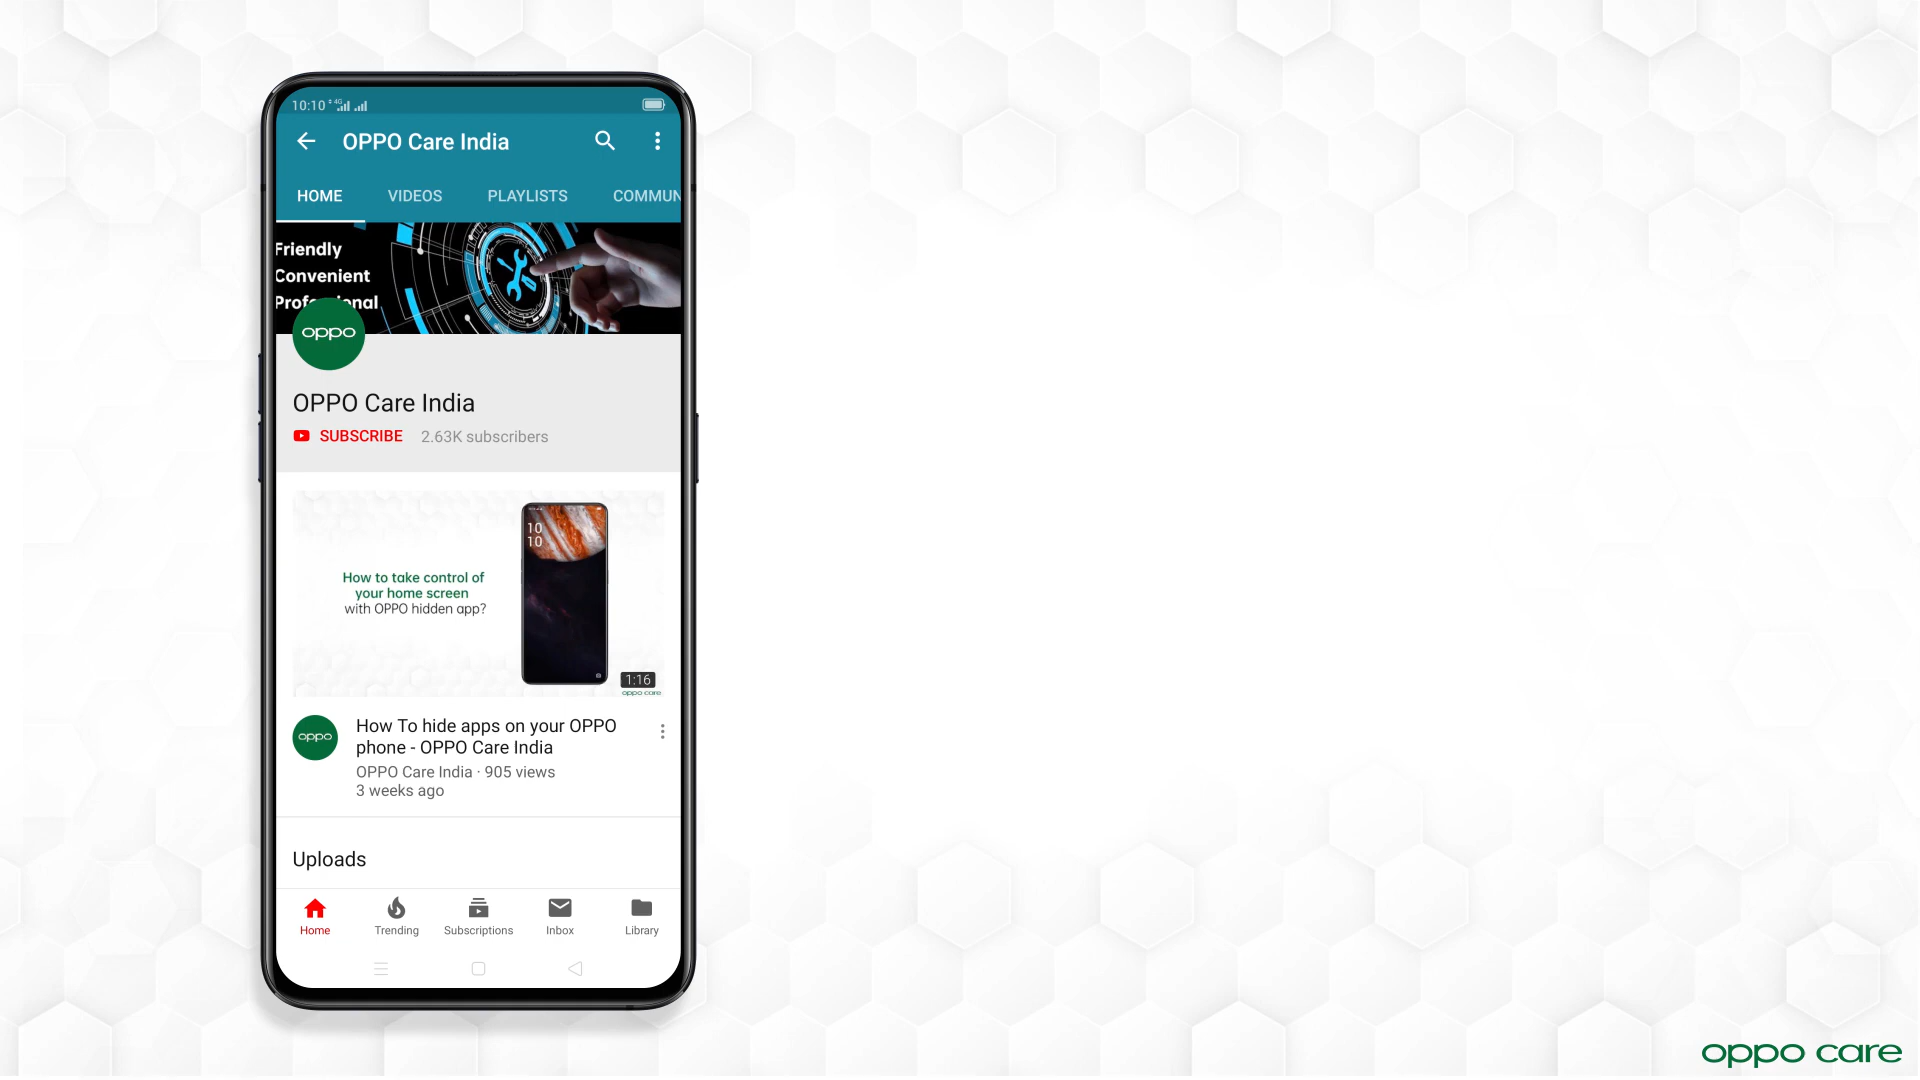 10:10 4G
OPPO Care India
HOME VIDEOS PLAYLISTS COMMUN
Friendly
Convenient
Prof onal
oppo
OPPO Care India
SUBSCRIBE 2.63K subscribers
10
10
How to take control of
your home screen
with OPPO hidden app?
1:16
oppo care
oppo
How To hide apps on your OPPO
phone - OPPO Care India
OPPO Care India · 905 views
3 weeks ago
Uploads
Home Trending Subscriptions Inbox Library
oppo care